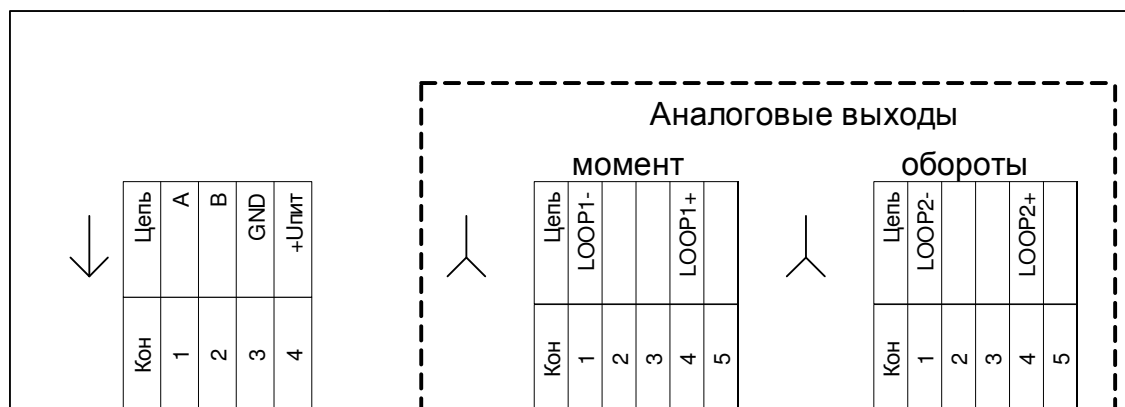 Аналоговые выходы
момент
обороты
Цепь A B GND +Uпит
Кон 1 2 3 4
Цепь LOOP1- LOOP1+
Кон 1 2 3 4 5
Цепь LOOP2- LOOP2+
Кон 1 2 3 4 5